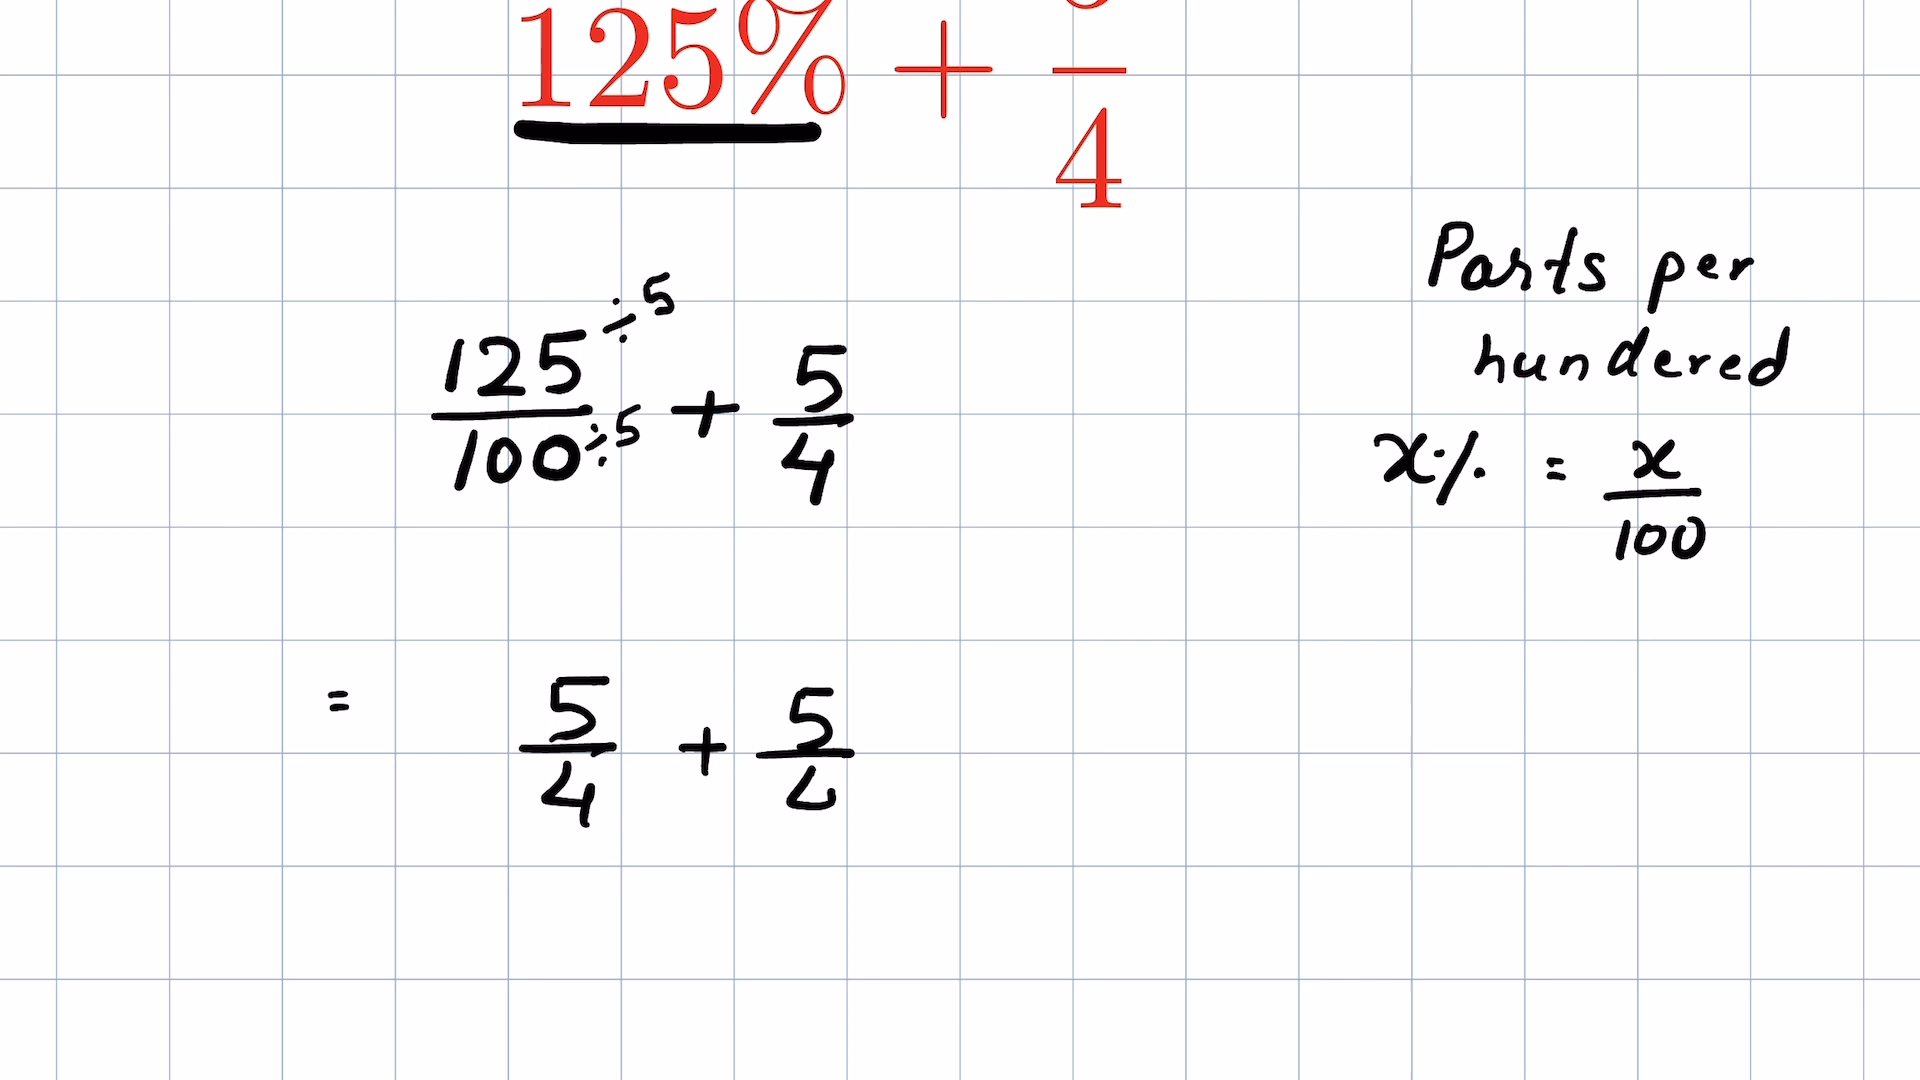 125% + 5/4
125÷5/100÷5 + 5/4
Parts per
hundered
x% = x/100
= 5/4 + 5/4